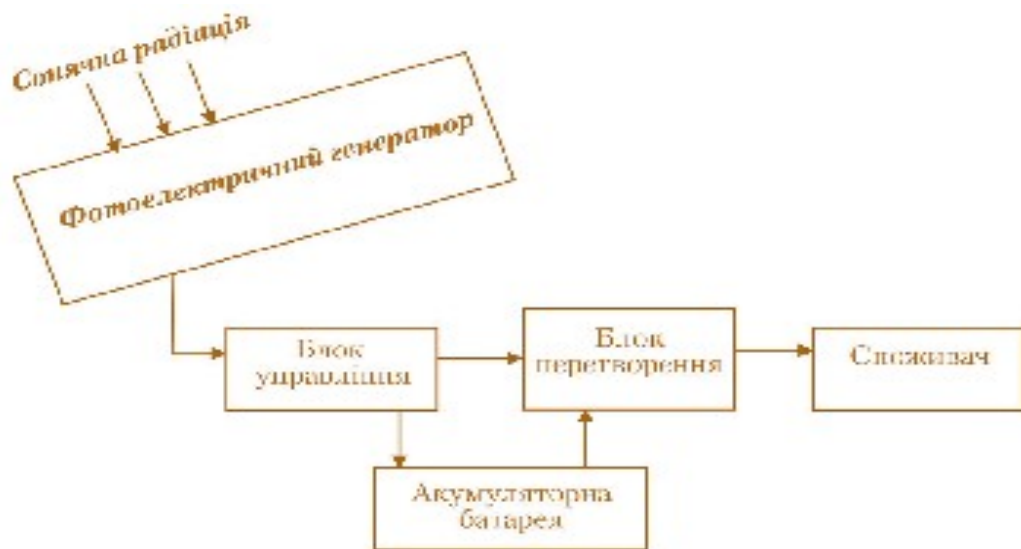 Сонячна радіація
Фотоелектричний генератор
Блок
управління
Блок
перетворення
Споживач
Акумуляторна
батарея